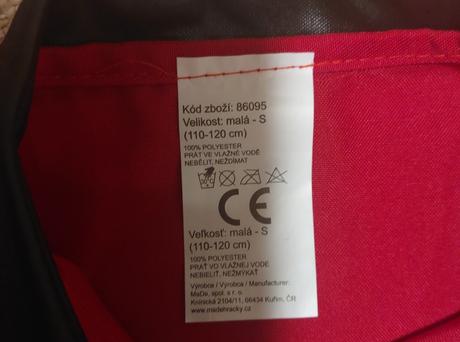 Kód zboží: 86095
Velikost: malá - S
(110-120 cm)
100% POLYESTER
PRÁT VE VLAŽNÉ VODĚ
NEBĚLIT, NEŽDÍMAT
CE
Veľkosť: malá - S
(110-120 cm)
100% POLYESTER
PRAŤ VO VLAŽNEJ VODE
NEBIELIŤ, NEŽMÝKAŤ
Výrobce / Výrobca / Manufacturer:
MaDe, spol. s r. o.
Knínická 2104/11, 66434 Kuřim, ČR
www.madehracky.cz